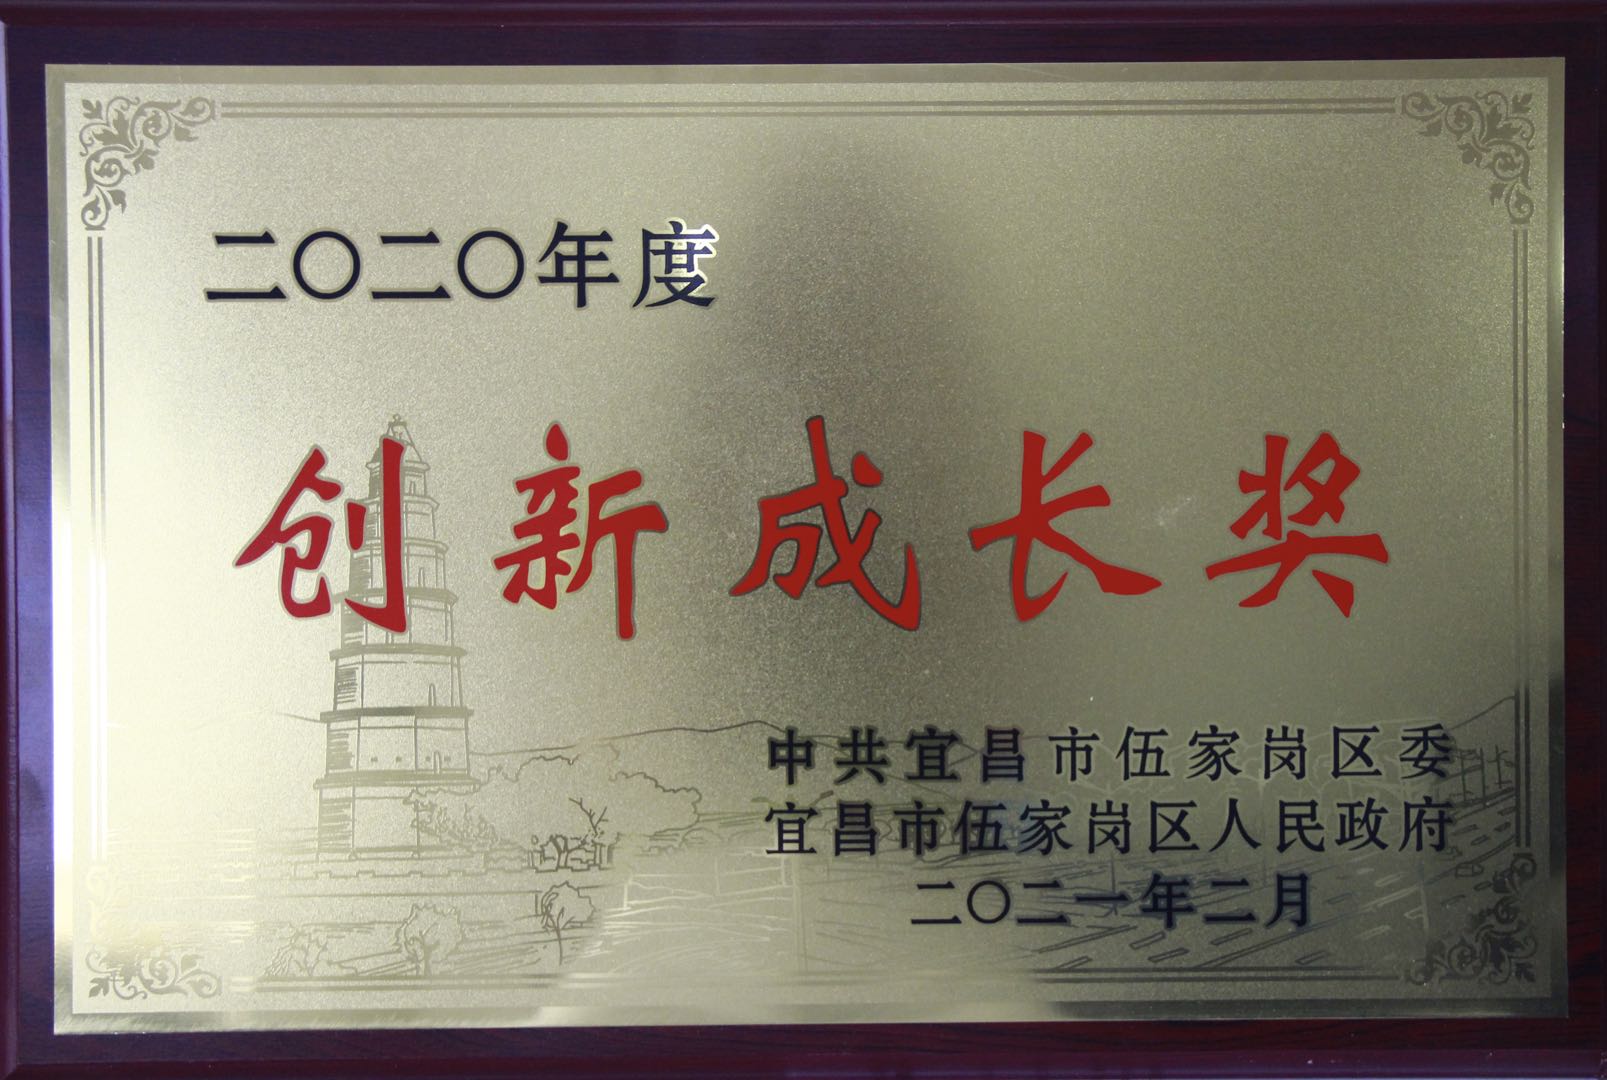 二〇二〇年度
创新成长奖
中共宜昌市伍家岗区委
宜昌市伍家岗区人民政府
二〇二一年二月